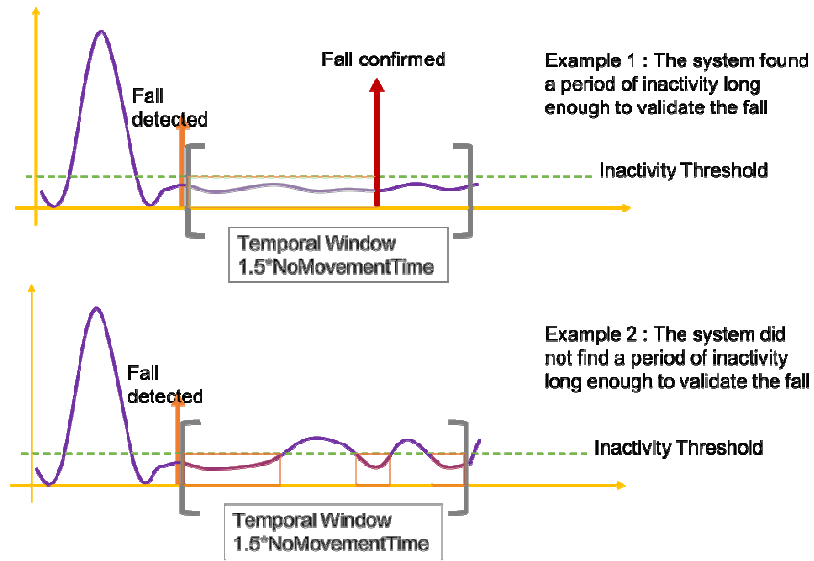 Fall confirmed
Example 1 : The system found
a period of inactivity long
enough to validate the fall
Fall
detected
Inactivity Threshold
Temporal Window
1.5*NoMovementTime
Example 2 : The system did
not find a period of inactivity
long enough to validate the fall
Fall
detected
Inactivity Threshold
Temporal Window
1.5*NoMovementTime